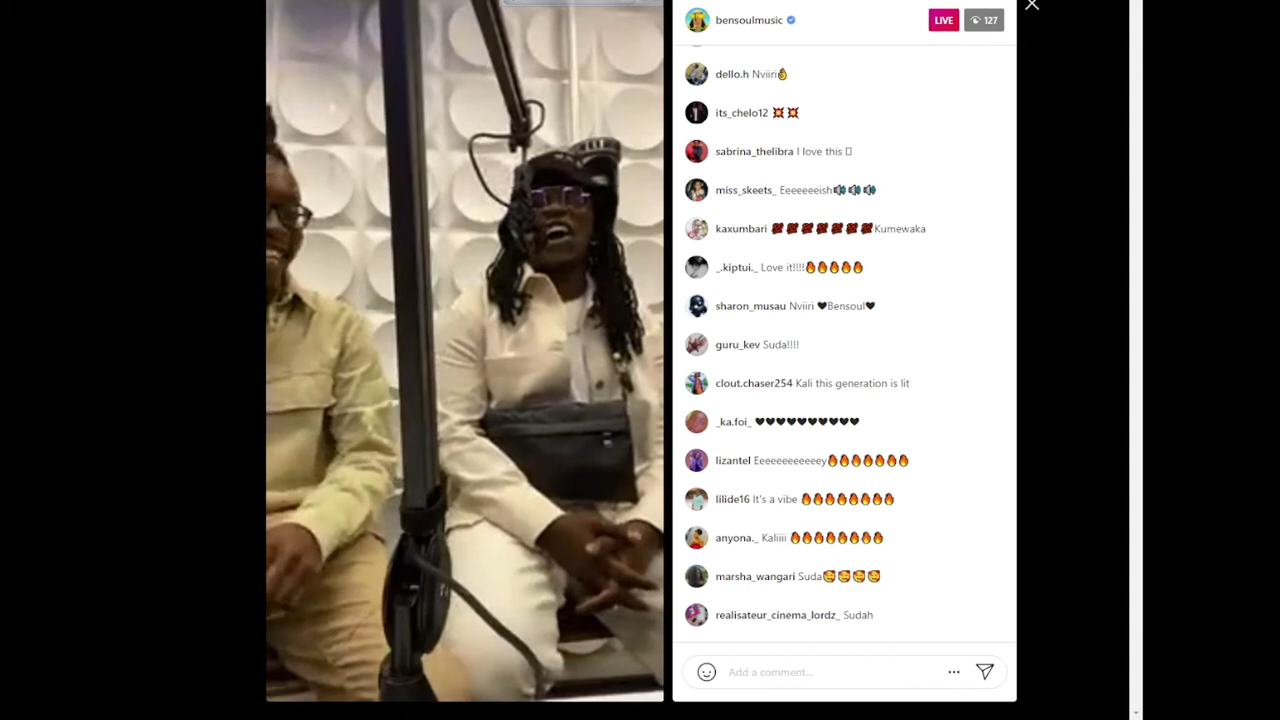 bensoulmusic
LIVE
127
dello.h Nviiri👌
its_chelo12 💥💥
sabrina_thelibra I love this
miss_skeets_ Eeeeeeeish🔊🔊🔊
kaxumbari 💯💯💯💯💯💯💯Kumewaka
_.kiptui._ Love it!!!!🔥🔥🔥🔥🔥
sharon_musau Nviiri ♥Bensoul♥
guru_kev Suda!!!!
clout.chaser254 Kali this generation is lit
_ka.foi_ ♥♥♥♥♥♥♥♥♥♥
lizantel Eeeeeeeeeeeey🔥🔥🔥🔥🔥🔥🔥
lilide16 It's a vibe 🔥🔥🔥🔥🔥🔥🔥🔥
anyona._ Kaliiii 🔥🔥🔥🔥🔥🔥🔥🔥
marsha_wangari Suda🥰🥰🥰🥰
realisateur_cinema_lordz_ Sudah
Add a comment...